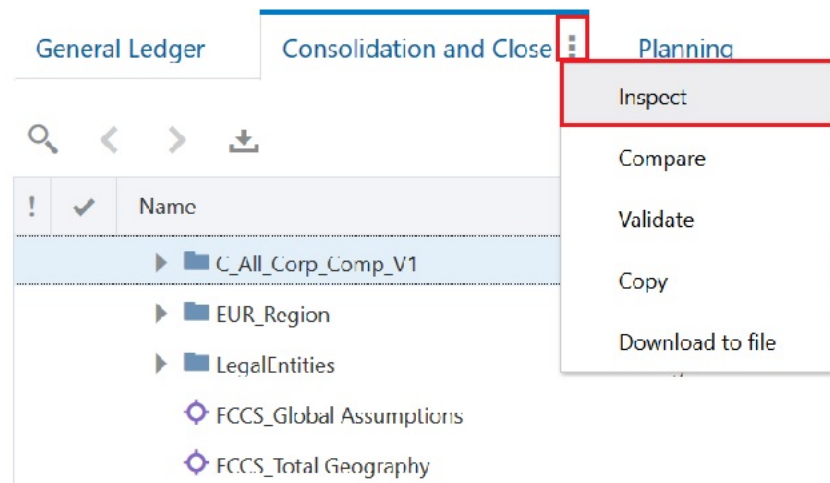 General Ledger
Consolidation and Close
Planning
Inspect
Compare
Validate
Copy
Download to file
! Name
C_All_Corp_Comp_V1
EUR_Region
LegalEntities
FCCS_Global Assumptions
FCCS_Total Geography